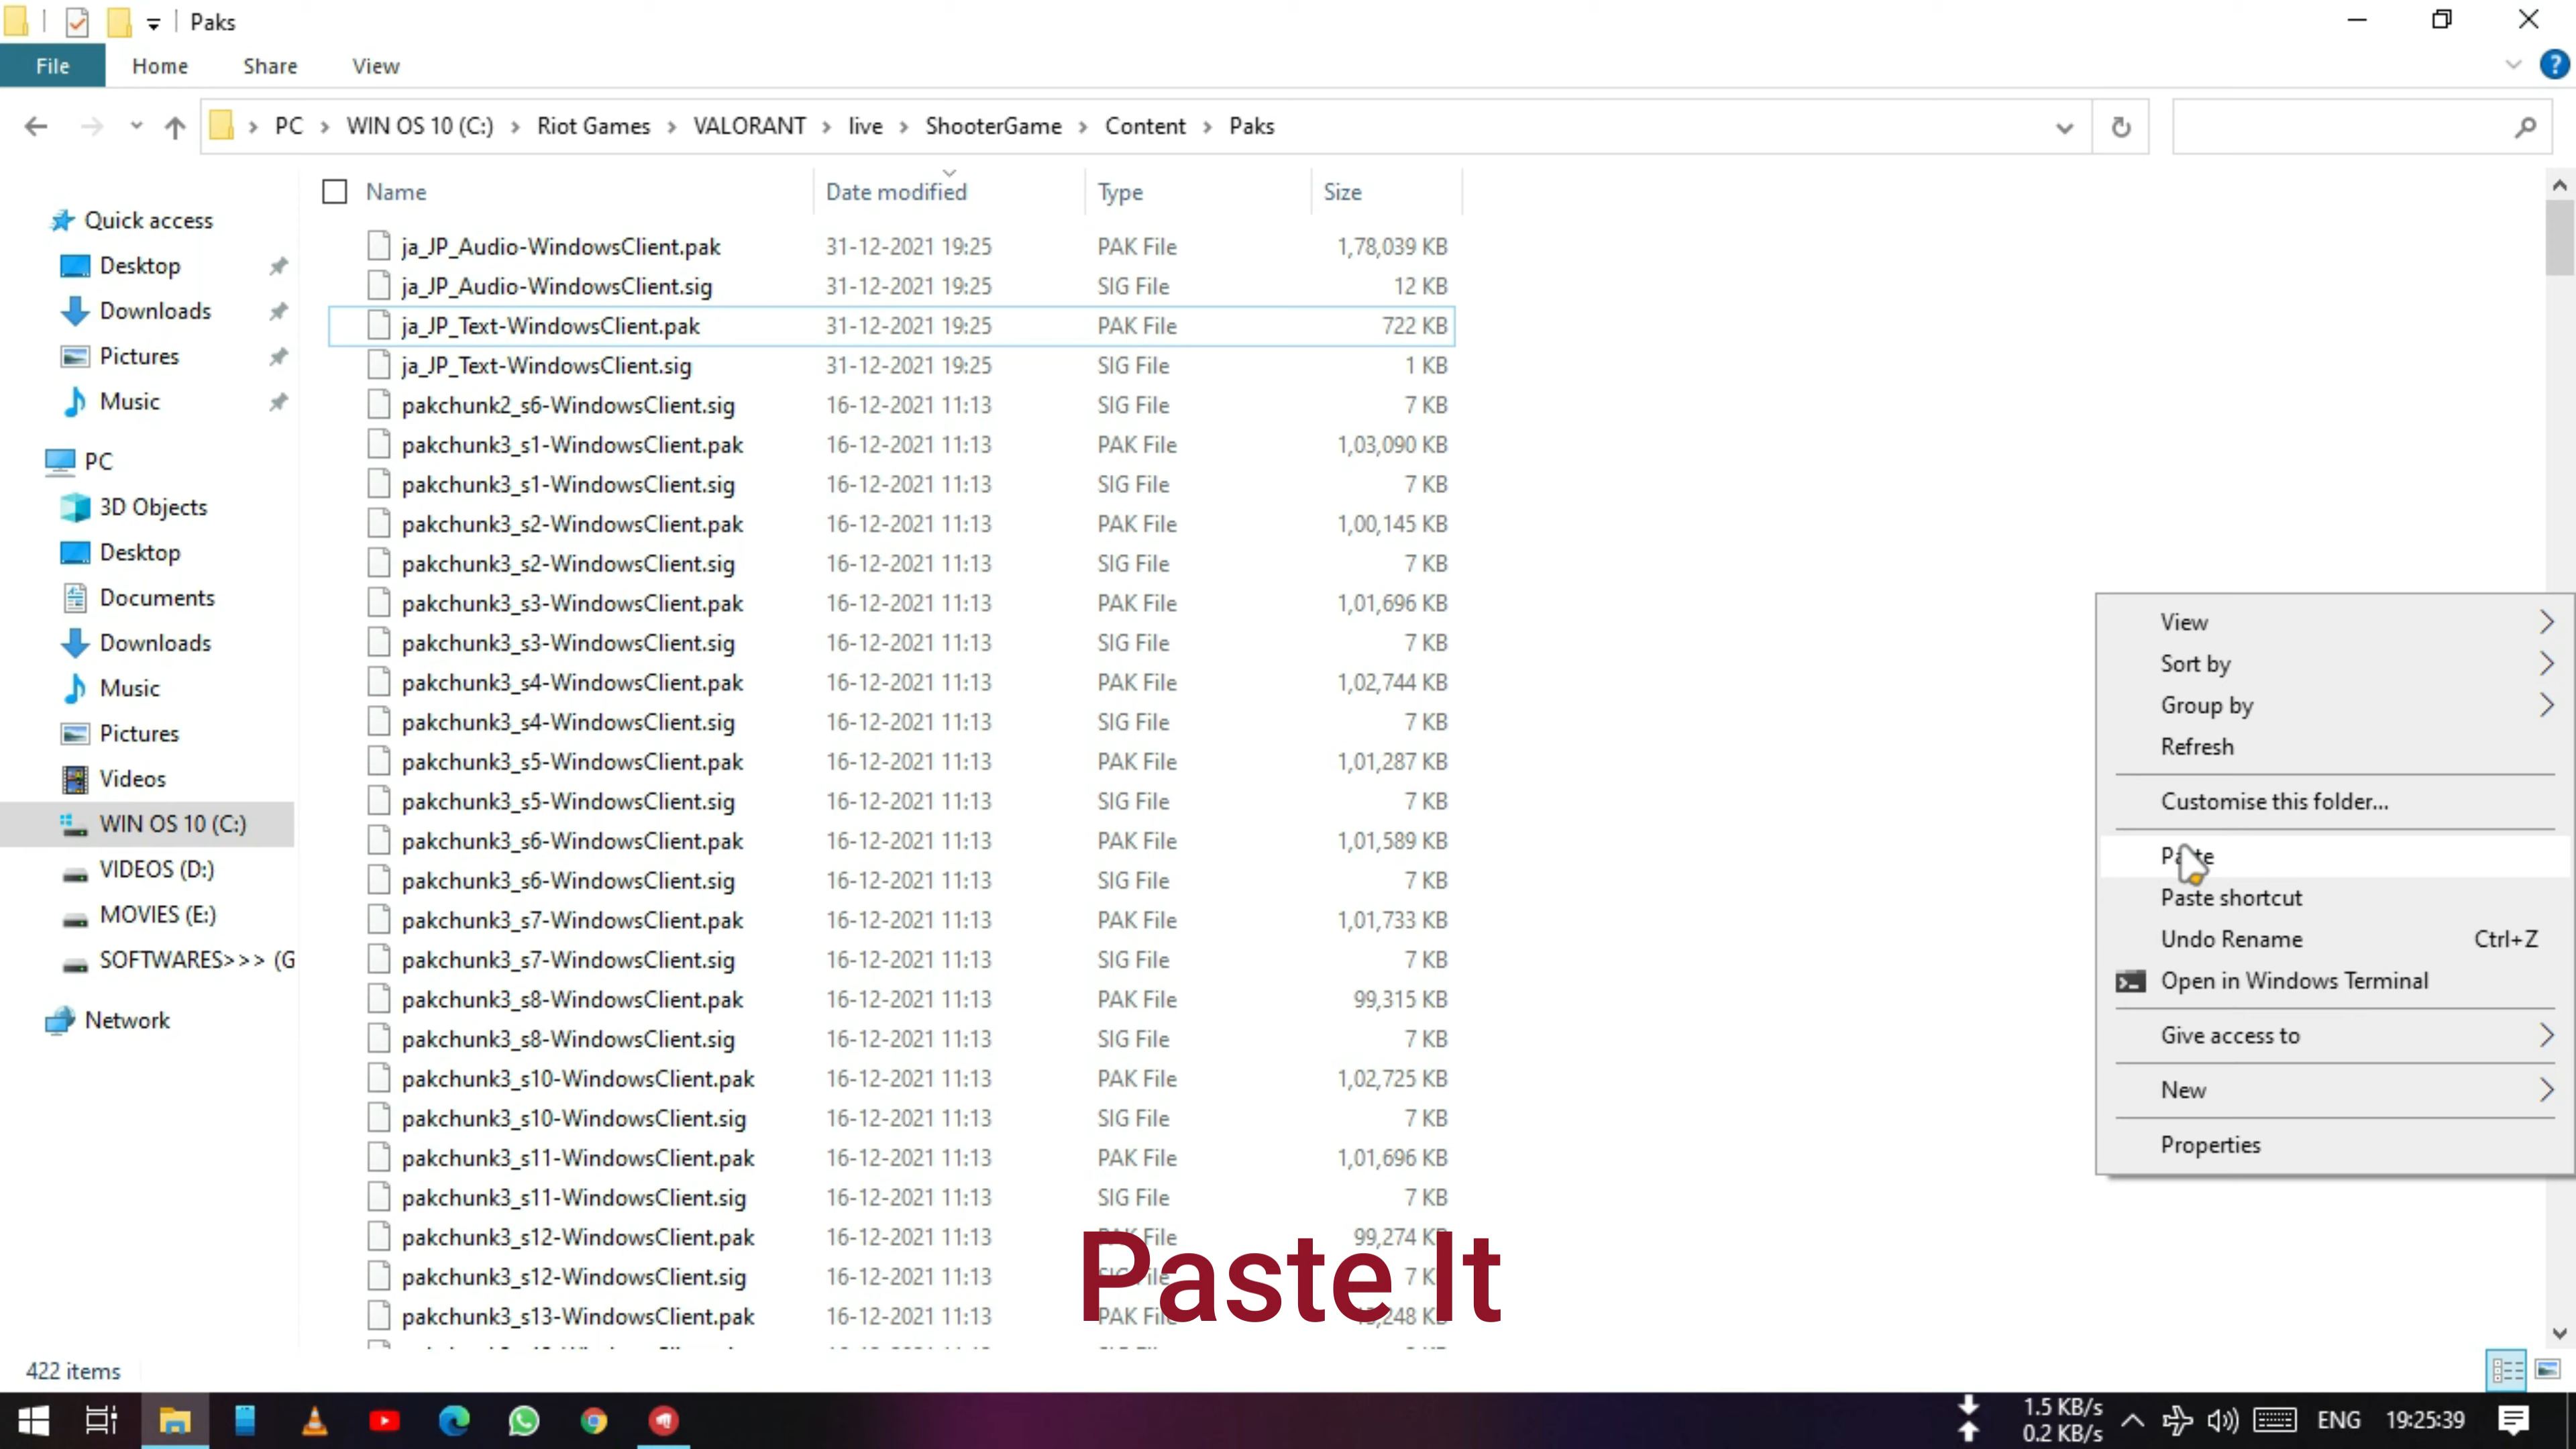 Paks
File Home Share View
PC › WIN OS 10 (C:) › Riot Games › VALORANT › live › ShooterGame › Content › Paks
Name Date modified Type Size
Quick access
Desktop
Downloads
Pictures
Music
PC
3D Objects
Desktop
Documents
Downloads
Music
Pictures
Videos
WIN OS 10 (C:)
VIDEOS (D:)
MOVIES (E:)
SOFTWARES>>> (G
Network
ja_JP_Audio-WindowsClient.pak 31-12-2021 19:25 PAK File 1,78,039 KB
ja_JP_Audio-WindowsClient.sig 31-12-2021 19:25 SIG File 12 KB
ja_JP_Text-WindowsClient.pak 31-12-2021 19:25 PAK File 722 KB
ja_JP_Text-WindowsClient.sig 31-12-2021 19:25 SIG File 1 KB
pakchunk2_s6-WindowsClient.sig 16-12-2021 11:13 SIG File 7 KB
pakchunk3_s1-WindowsClient.pak 16-12-2021 11:13 PAK File 1,03,090 KB
pakchunk3_s1-WindowsClient.sig 16-12-2021 11:13 SIG File 7 KB
pakchunk3_s2-WindowsClient.pak 16-12-2021 11:13 PAK File 1,00,145 KB
pakchunk3_s2-WindowsClient.sig 16-12-2021 11:13 SIG File 7 KB
pakchunk3_s3-WindowsClient.pak 16-12-2021 11:13 PAK File 1,01,696 KB
pakchunk3_s3-WindowsClient.sig 16-12-2021 11:13 SIG File 7 KB
pakchunk3_s4-WindowsClient.pak 16-12-2021 11:13 PAK File 1,02,744 KB
pakchunk3_s4-WindowsClient.sig 16-12-2021 11:13 SIG File 7 KB
pakchunk3_s5-WindowsClient.pak 16-12-2021 11:13 PAK File 1,01,287 KB
pakchunk3_s5-WindowsClient.sig 16-12-2021 11:13 SIG File 7 KB
pakchunk3_s6-WindowsClient.pak 16-12-2021 11:13 PAK File 1,01,589 KB
pakchunk3_s6-WindowsClient.sig 16-12-2021 11:13 SIG File 7 KB
pakchunk3_s7-WindowsClient.pak 16-12-2021 11:13 PAK File 1,01,733 KB
pakchunk3_s7-WindowsClient.sig 16-12-2021 11:13 SIG File 7 KB
pakchunk3_s8-WindowsClient.pak 16-12-2021 11:13 PAK File 99,315 KB
pakchunk3_s8-WindowsClient.sig 16-12-2021 11:13 SIG File 7 KB
pakchunk3_s10-WindowsClient.pak 16-12-2021 11:13 PAK File 1,02,725 KB
pakchunk3_s10-WindowsClient.sig 16-12-2021 11:13 SIG File 7 KB
pakchunk3_s11-WindowsClient.pak 16-12-2021 11:13 PAK File 1,01,696 KB
pakchunk3_s11-WindowsClient.sig 16-12-2021 11:13 SIG File 7 KB
pakchunk3_s12-WindowsClient.pak 16-12-2021 11:13 PAK File 99,274 KB
pakchunk3_s12-WindowsClient.sig 16-12-2021 11:13 SIG File 7 KB
pakchunk3_s13-WindowsClient.pak 16-12-2021 11:13 PAK File
View
Sort by
Group by
Refresh
Customise this folder...
Paste
Paste shortcut
Undo Rename Ctrl+Z
Open in Windows Terminal
Give access to
New
Properties
Paste It
422 items
1.5 KB/s
0.2 KB/s
ENG 19:25:39